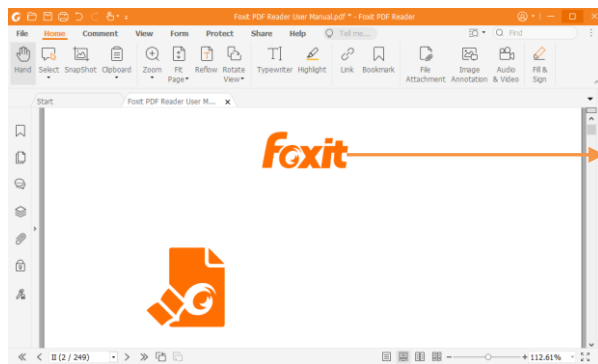 Foxit PDF Reader User Manual.pdf * - Foxit PDF Reader
File Home Comment View Form Protect Share Help Tell me... Find
Hand Select SnapShot Clipboard Zoom Fit Page Reflow Rotate View Typewriter Highlight Link Bookmark File Attachment Image Annotation Audio & Video Fill & Sign
Start Foxit PDF Reader User M...
foxit
II (2 / 249) 112.61%